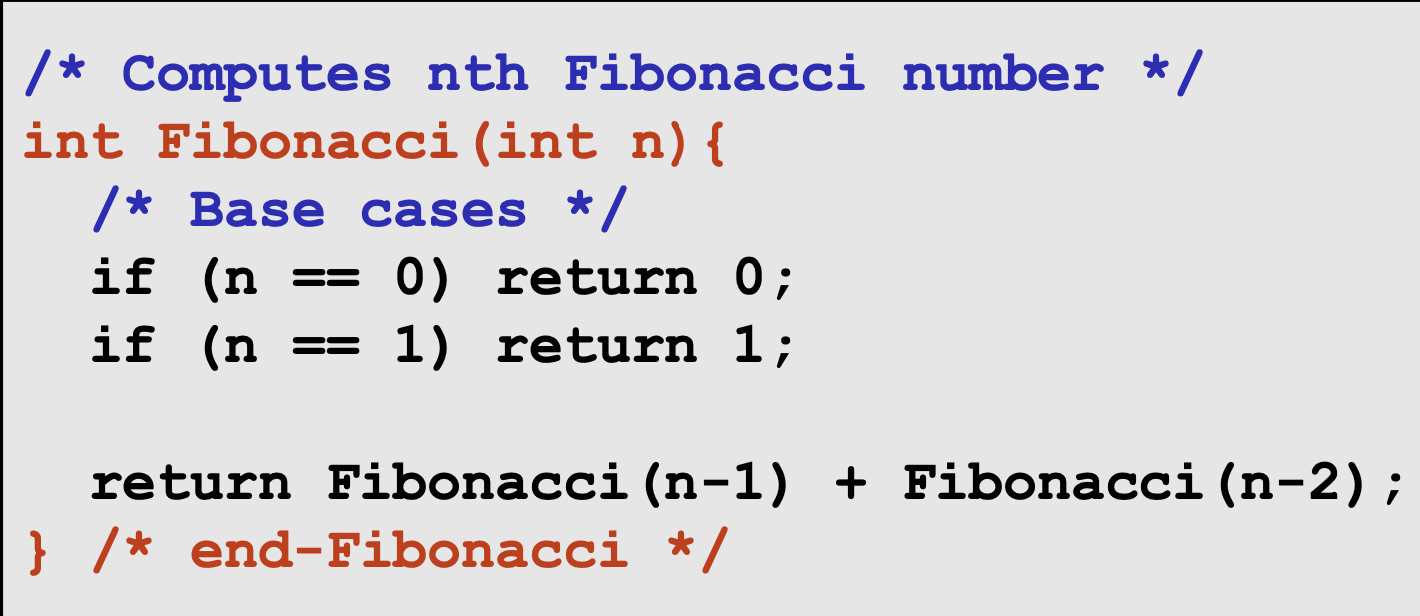 /* Computes nth Fibonacci number */
int Fibonacci(int n){
  /* Base cases */
  if (n == 0) return 0;
  if (n == 1) return 1;

  return Fibonacci(n-1) + Fibonacci(n-2);
} /* end-Fibonacci */